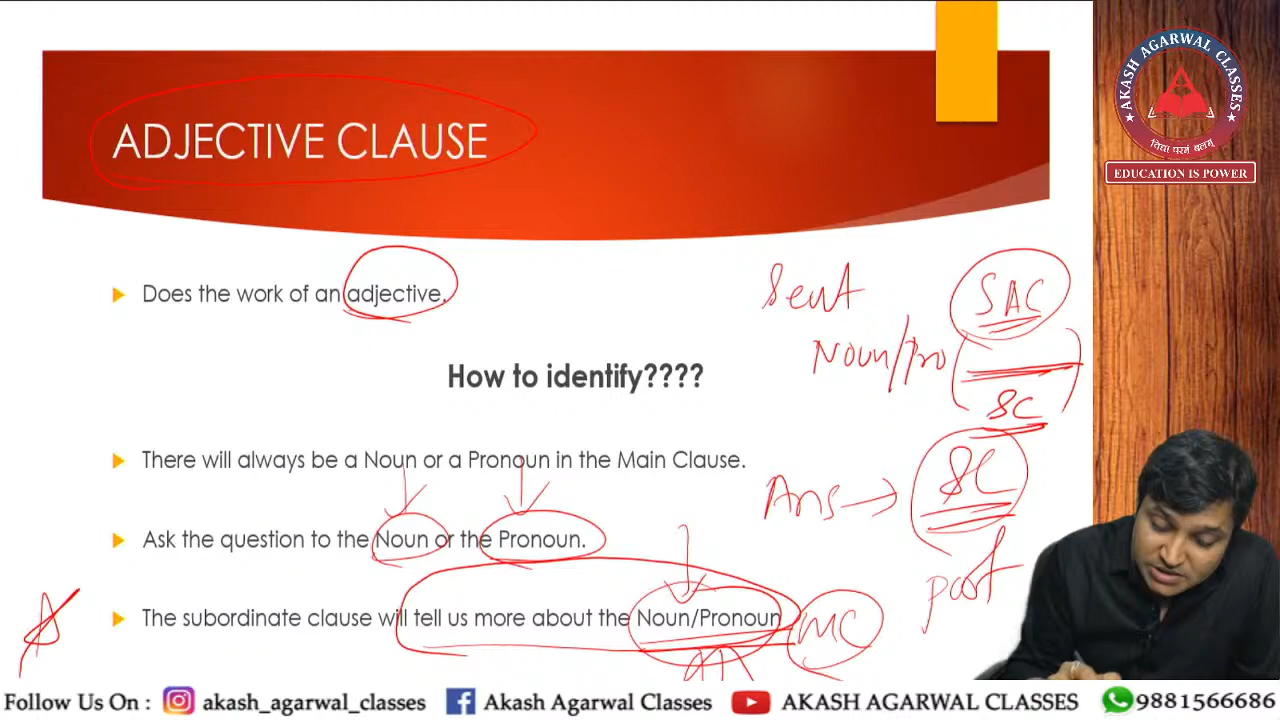 ADJECTIVE CLAUSE
AKASH AGARWAL CLASSES
विद्या परमं बलम्
EDUCATION IS POWER
Does the work of an adjective.
Sent SAC
Noun/Pro
SC
How to identify????
There will always be a Noun or a Pronoun in the Main Clause.
Ans → SC
part
Ask the question to the Noun or the Pronoun.
The subordinate clause will tell us more about the Noun/Pronoun MC
Follow Us On : akash_agarwal_classes Akash Agarwal Classes AKASH AGARWAL CLASSES 9881566686